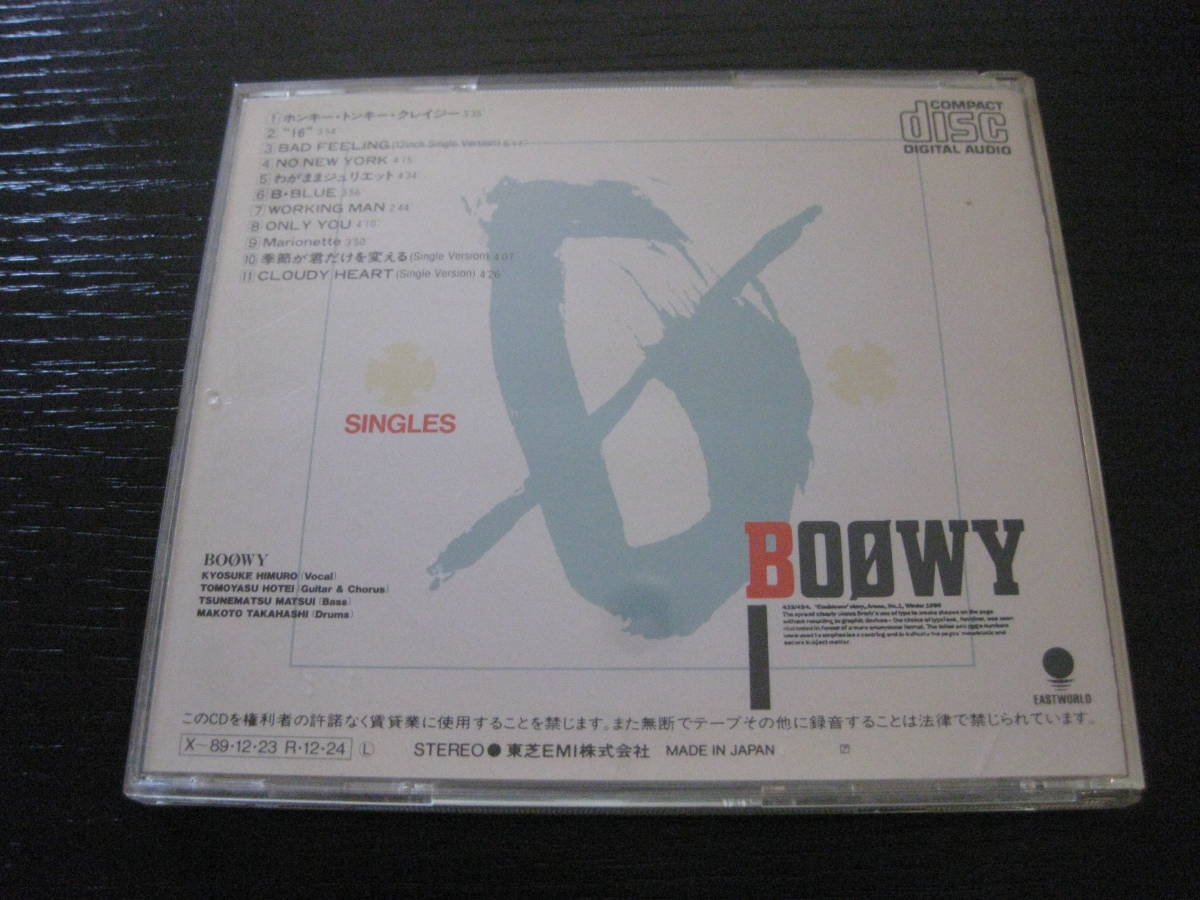 1 ホンキー・トンキー・クレイジー 3'35
2 "16" 3'54
3 BAD FEELING (12inch Single Version)
4 NO NEW YORK 4'15
5 わがままジュリエット 4'34
6 B・BLUE 3'56
7 WORKING MAN 2'44
8 ONLY YOU 4'10
9 Marionette 3'50
10 季節が君だけを変える (Single Version) 4'07
11 CLOUDY HEART (Single Version) 4'26
COMPACT
disc
DIGITAL AUDIO
SINGLES
BOØWY
BOØWY
KYOSUKE HIMURO (Vocal)
TOMOYASU HOTEI (Guitar & Chorus)
TSUNEMATSU MATSUI (Bass)
MAKOTO TAKAHASHI (Drums)
EASTWORLD
このCDを権利者の許諾なく賃貸業に使用することを禁じます。また無断でテープその他に録音することは法律で禁じられています。
X～89・12・23 R・12・24 Ⓛ STEREO● 東芝EMI株式会社 MADE IN JAPAN